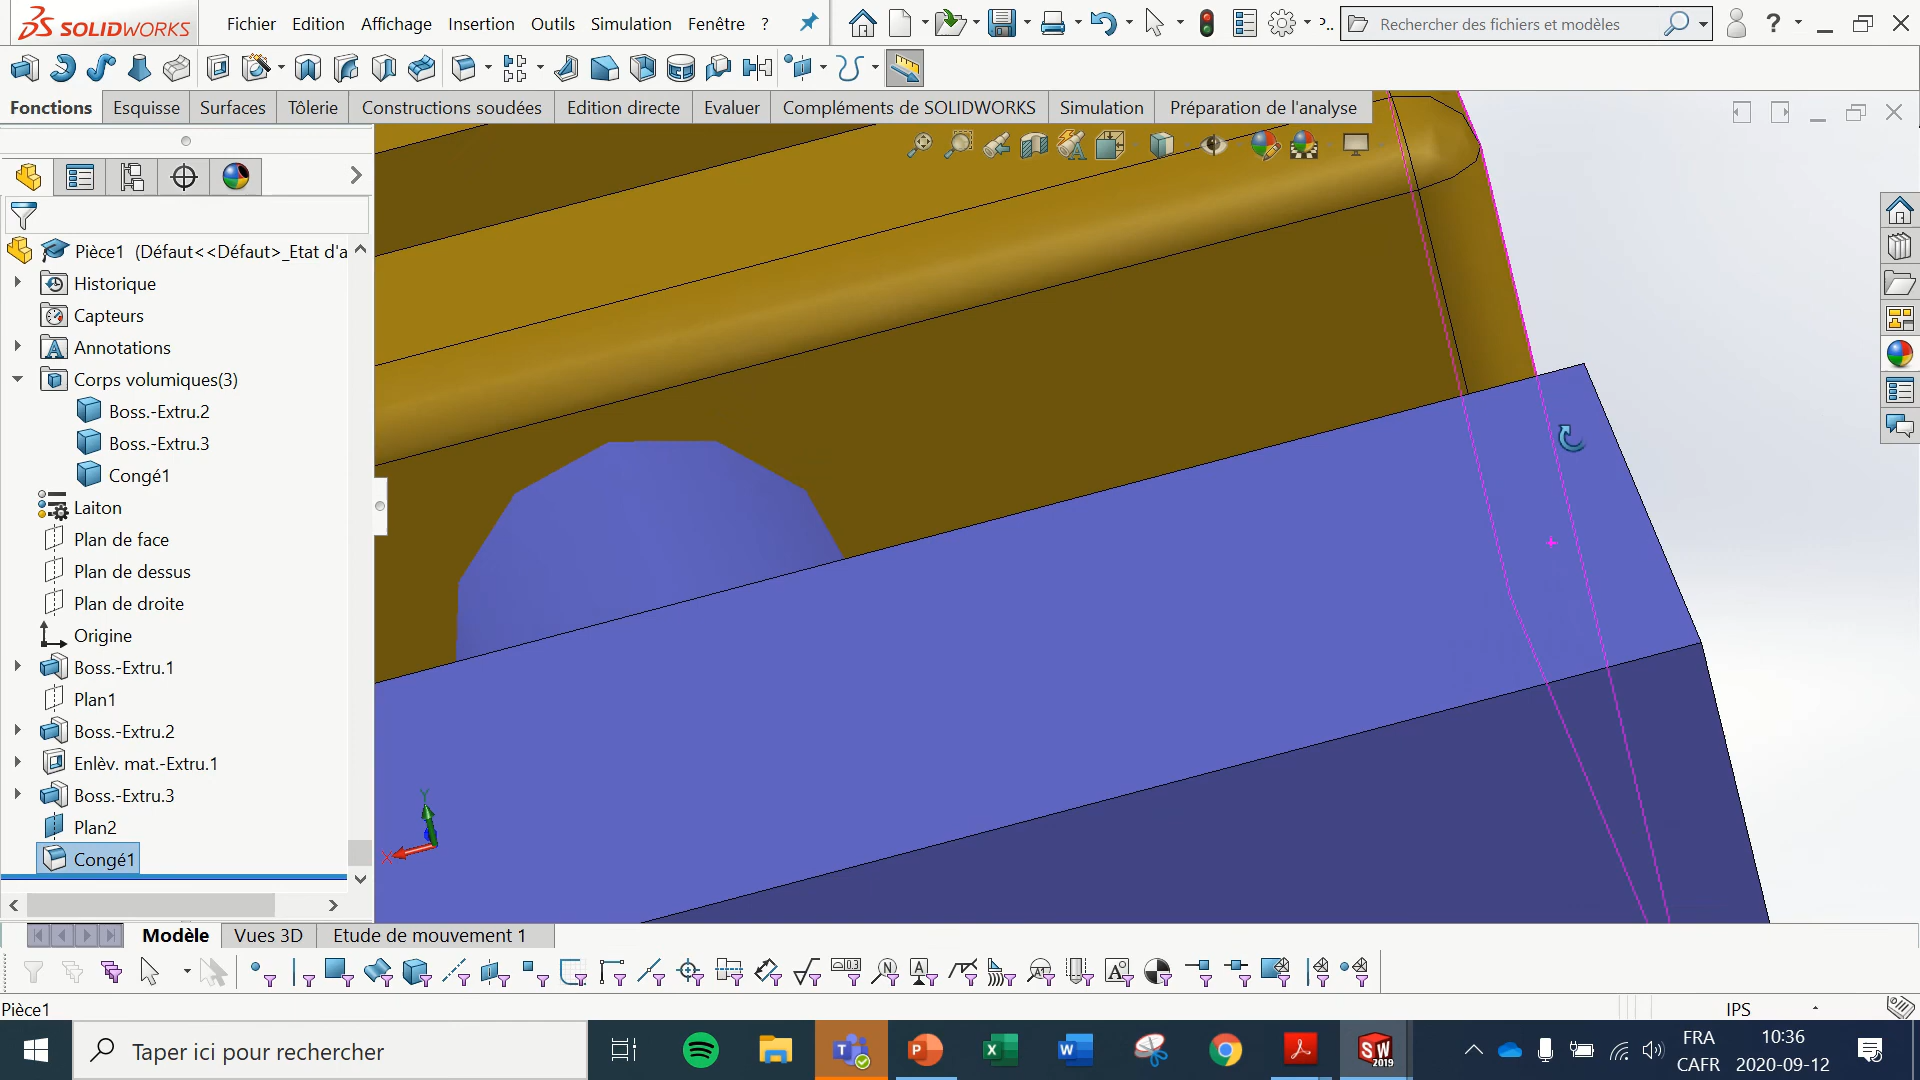 SOLIDWORKS Fichier Edition Affichage Insertion Outils Simulation Fenêtre ? Rechercher des fichiers et modèles ?
Fonctions Esquisse Surfaces Tôlerie Constructions soudées Edition directe Evaluer Compléments de SOLIDWORKS Simulation Préparation de l'analyse
Pièce1 (Défaut<<Défaut>_Etat d'a
Historique
Capteurs
Annotations
Corps volumiques(3)
Boss.-Extru.2
Boss.-Extru.3
Congé1
Laiton
Plan de face
Plan de dessus
Plan de droite
Origine
Boss.-Extru.1
Plan1
Boss.-Extru.2
Enlèv. mat.-Extru.1
Boss.-Extru.3
Plan2
Congé1
Y
X
Modèle Vues 3D Etude de mouvement 1
Pièce1 IPS
Taper ici pour rechercher
FRA 10:36
CAFR 2020-09-12